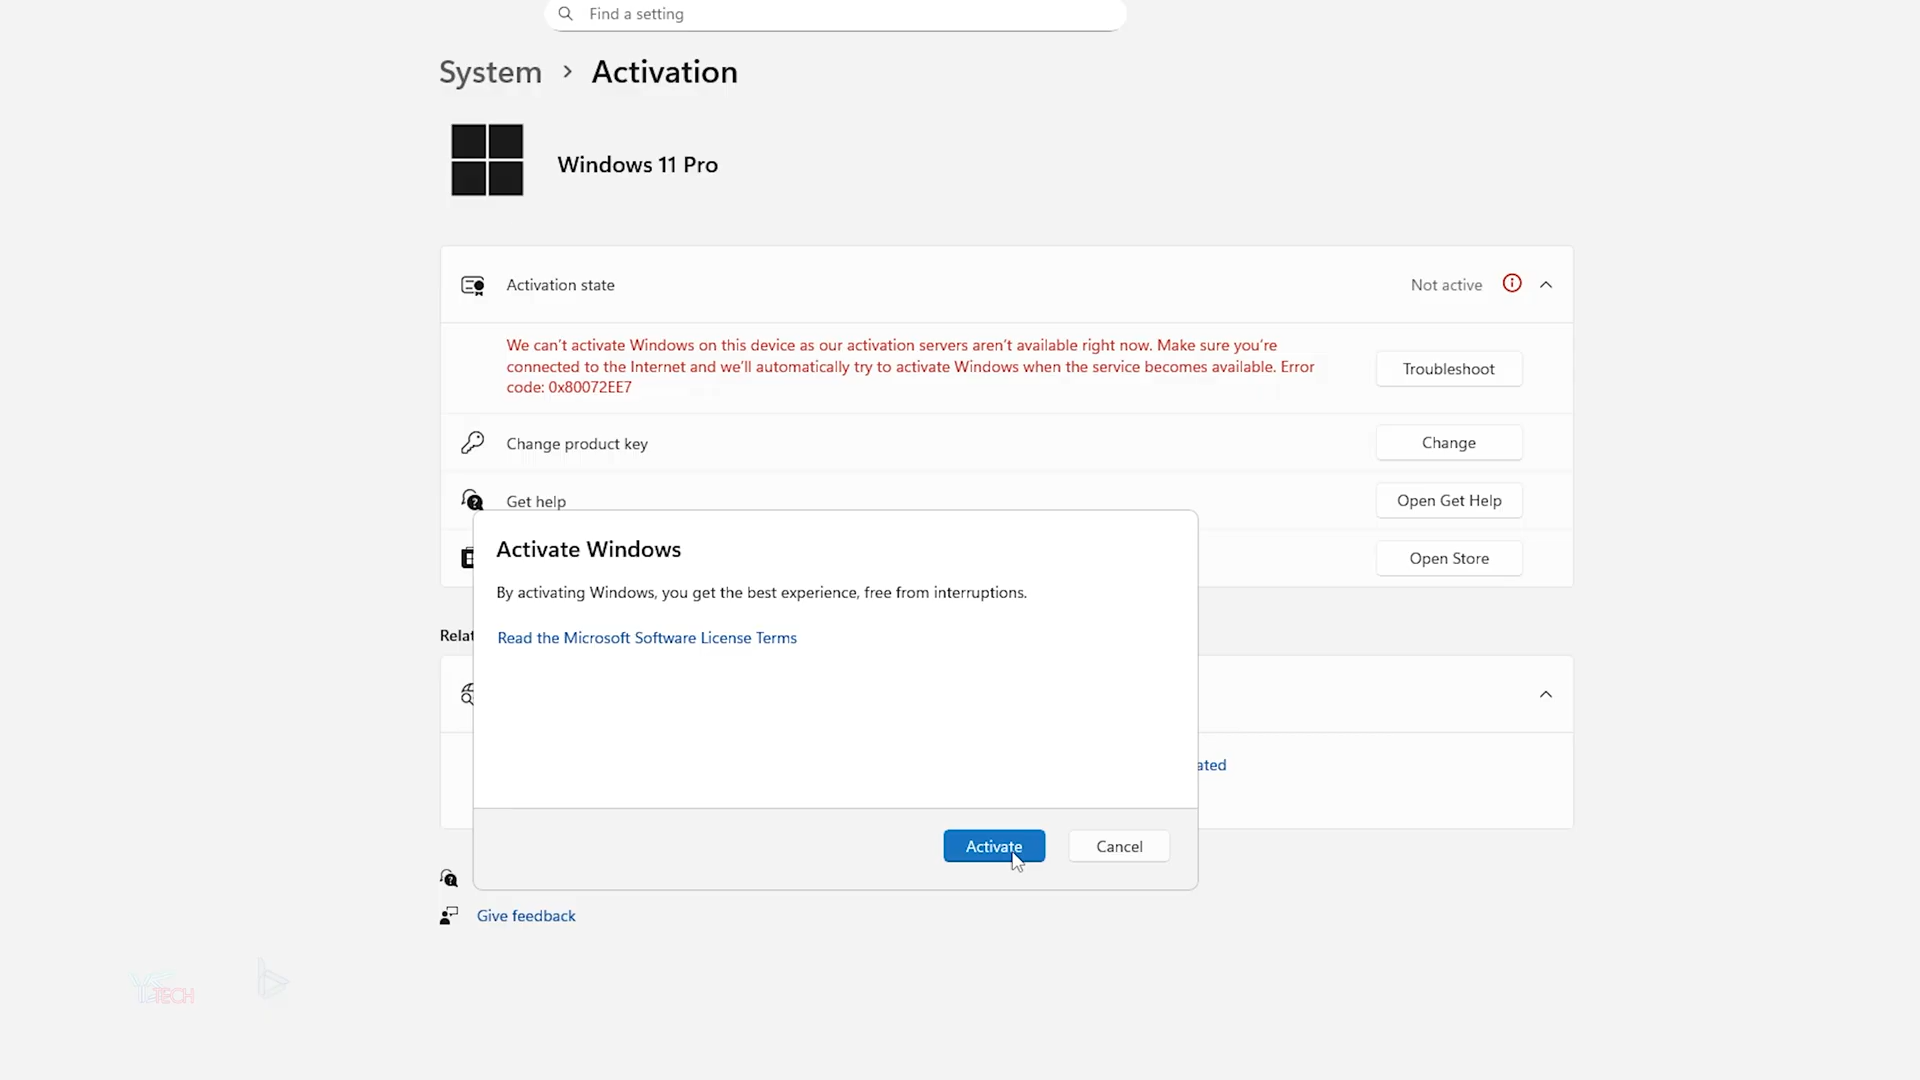 Find a setting
System > Activation
Windows 11 Pro
Activation state
Not active
We can't activate Windows on this device as our activation servers aren't available right now. Make sure you're
connected to the Internet and we'll automatically try to activate Windows when the service becomes available. Error
code: 0x80072EE7
Troubleshoot
Change product key
Change
Get help
Open Get Help
Open Store
Activate Windows
By activating Windows, you get the best experience, free from interruptions.
Read the Microsoft Software License Terms
Relat
ated
Activate
Cancel
Give feedback
TECH